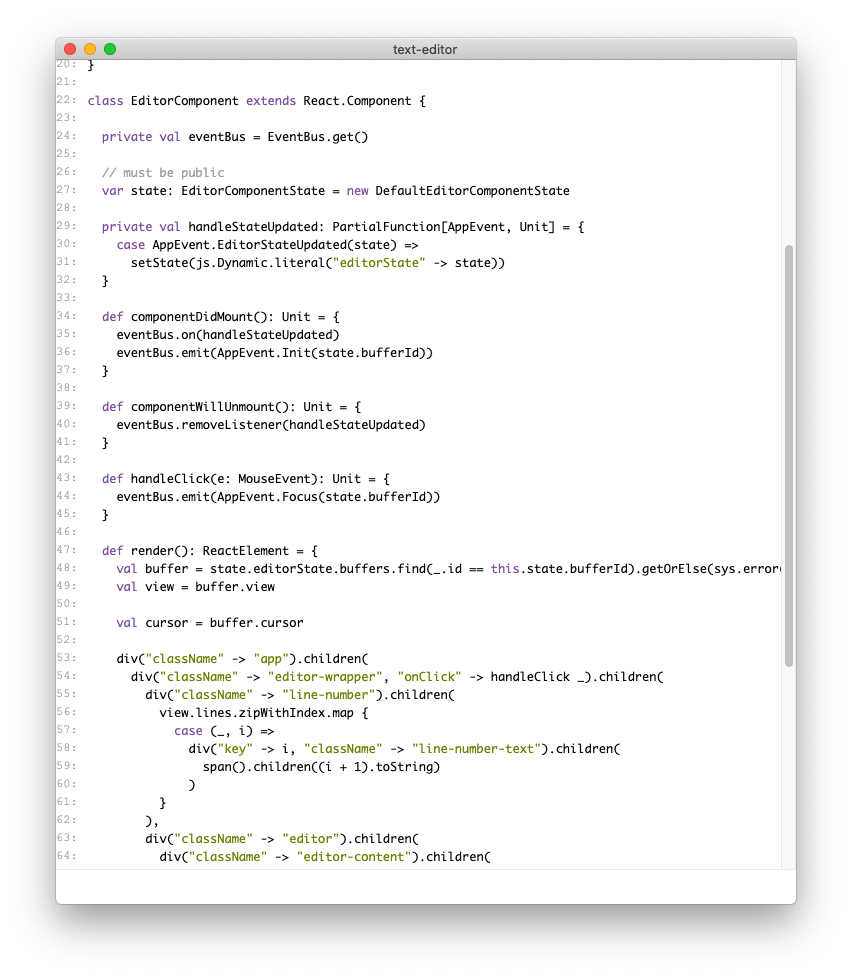 text-editor
20: }
21:
22: class EditorComponent extends React.Component {
23:
24:   private val eventBus = EventBus.get()
25:
26:   // must be public
27:   var state: EditorComponentState = new DefaultEditorComponentState
28:
29:   private val handleStateUpdated: PartialFunction[AppEvent, Unit] = {
30:     case AppEvent.EditorStateUpdated(state) =>
31:       setState(js.Dynamic.literal("editorState" -> state))
32:   }
33:
34:   def componentDidMount(): Unit = {
35:     eventBus.on(handleStateUpdated)
36:     eventBus.emit(AppEvent.Init(state.bufferId))
37:   }
38:
39:   def componentWillUnmount(): Unit = {
40:     eventBus.removeListener(handleStateUpdated)
41:   }
42:
43:   def handleClick(e: MouseEvent): Unit = {
44:     eventBus.emit(AppEvent.Focus(state.bufferId))
45:   }
46:
47:   def render(): ReactElement = {
48:     val buffer = state.editorState.buffers.find(_.id == this.state.bufferId).getOrElse(sys.error(
49:     val view = buffer.view
50:
51:     val cursor = buffer.cursor
52:
53:     div("className" -> "app").children(
54:       div("className" -> "editor-wrapper", "onClick" -> handleClick _).children(
55:         div("className" -> "line-number").children(
56:           view.lines.zipWithIndex.map {
57:             case (_, i) =>
58:               div("key" -> i, "className" -> "line-number-text").children(
59:                 span().children((i + 1).toString)
60:               )
61:           }
62:         ),
63:         div("className" -> "editor").children(
64:           div("className" -> "editor-content").children(